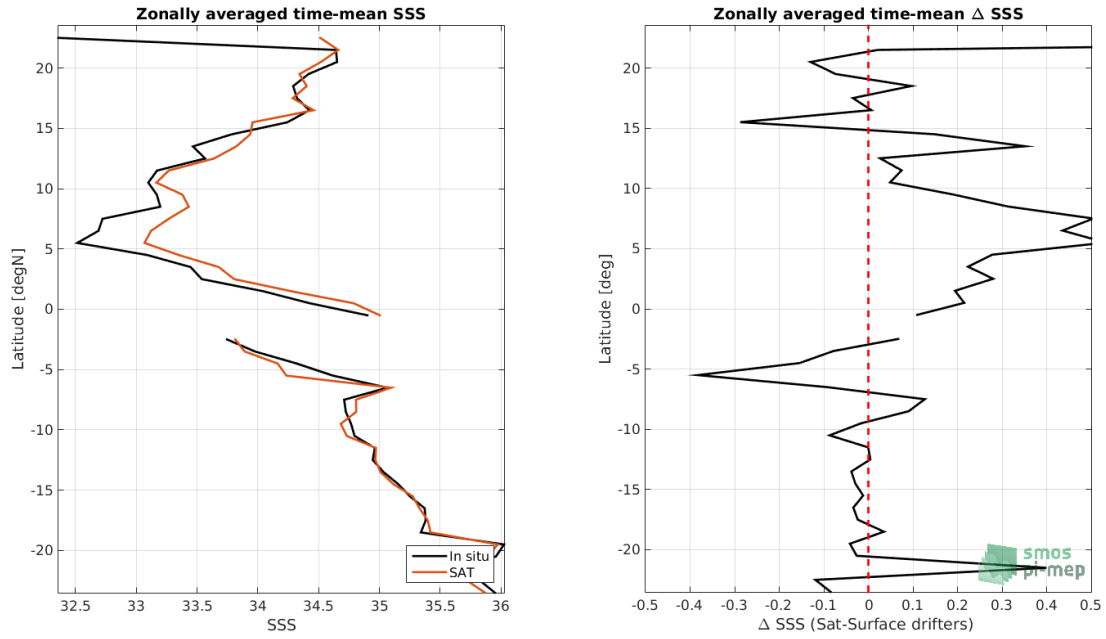 Zonally averaged time-mean SSS
20
15
10
5
0
-5
-10
-15
-20
Latitude [degN]
32.5 33 33.5 34 34.5 35 35.5 36
SSS
In situ
SAT
Zonally averaged time-mean Δ SSS
20
15
10
5
0
-5
-10
-15
-20
Latitude [deg]
-0.5 -0.4 -0.3 -0.2 -0.1 0 0.1 0.2 0.3 0.4 0.5
Δ SSS (Sat-Surface drifters)
smos
pi-mep